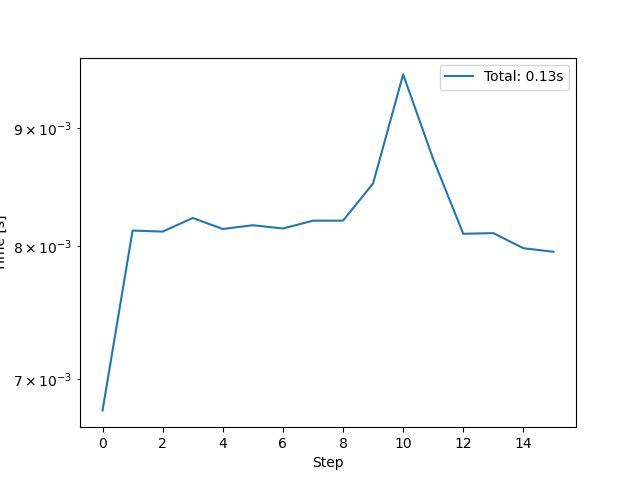 Total: 0.13s
9 × 10⁻³
8 × 10⁻³
7 × 10⁻³
Time [s]
0 2 4 6 8 10 12 14
Step